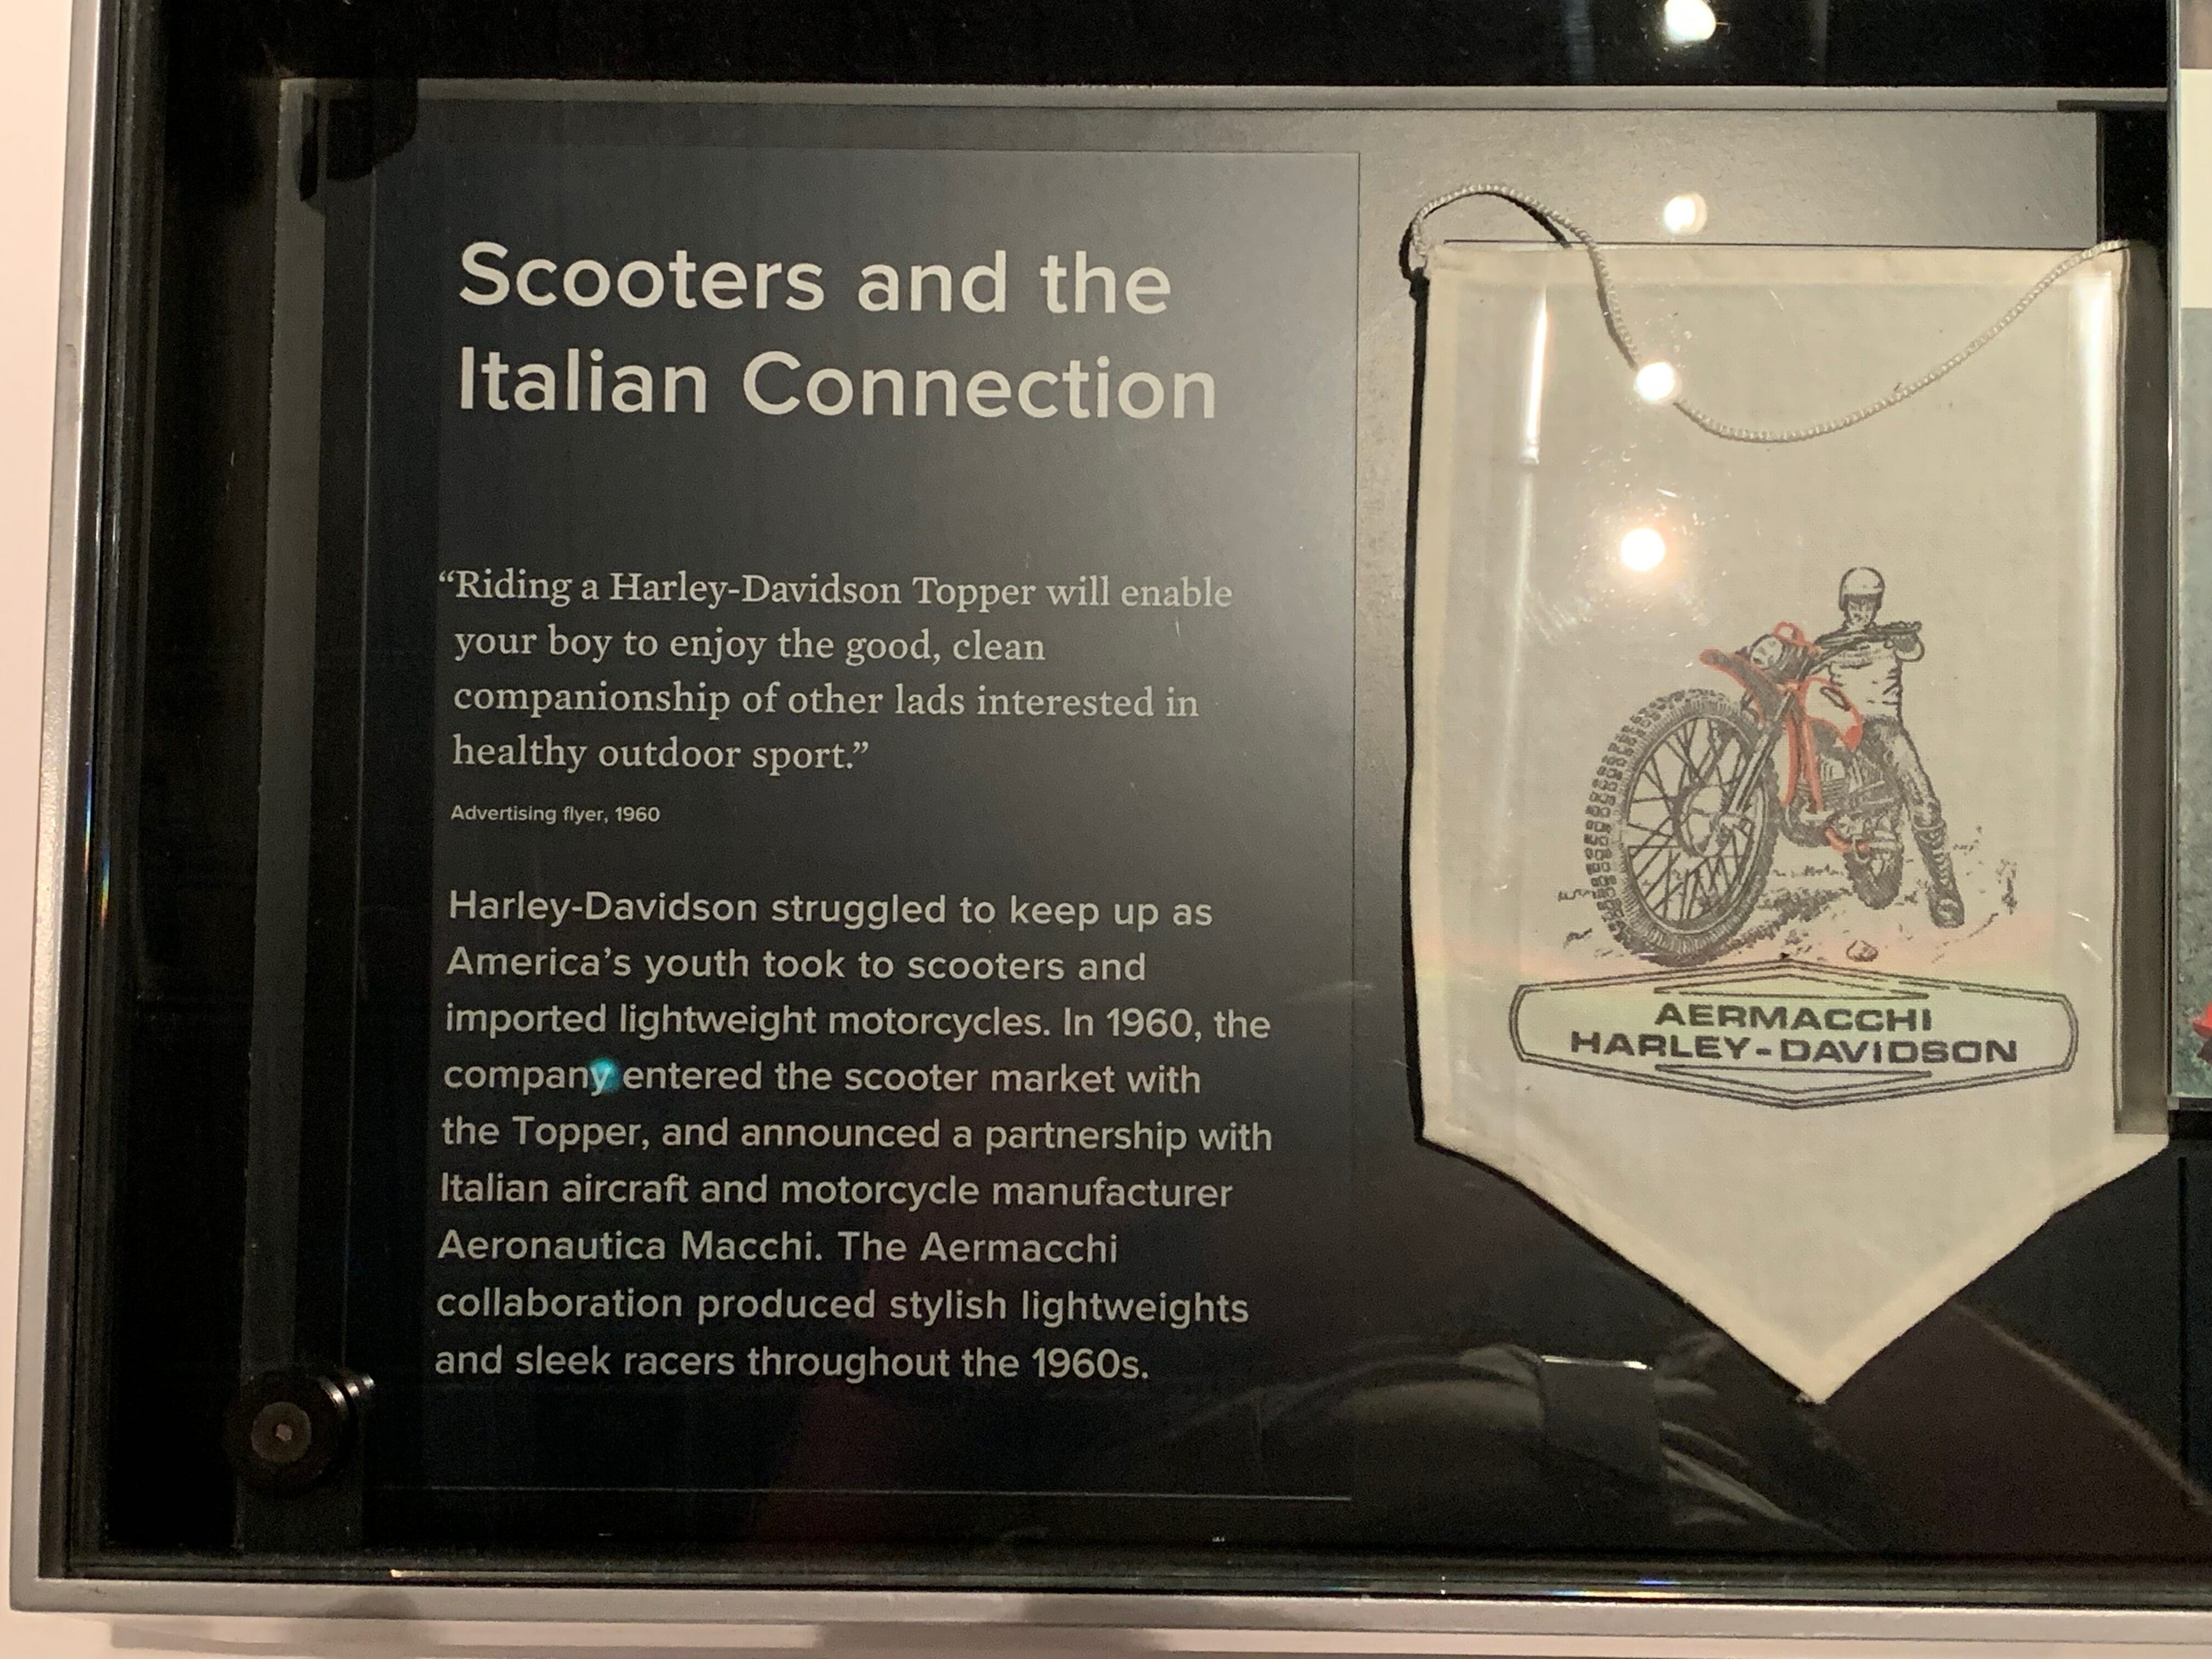 Scooters and the
Italian Connection
“Riding a Harley-Davidson Topper will enable
your boy to enjoy the good, clean
companionship of other lads interested in
healthy outdoor sport.”
Advertising flyer, 1960
Harley-Davidson struggled to keep up as
America’s youth took to scooters and
imported lightweight motorcycles. In 1960, the
company entered the scooter market with
the Topper, and announced a partnership with
Italian aircraft and motorcycle manufacturer
Aeronautica Macchi. The Aermacchi
collaboration produced stylish lightweights
and sleek racers throughout the 1960s.
AERMACCHI
HARLEY-DAVIDSON